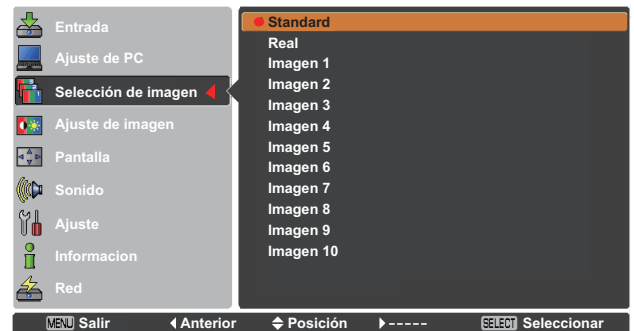 Entrada
Ajuste de PC
Selección de imagen
Ajuste de imagen
Pantalla
Sonido
Ajuste
Informacion
Red
Standard
Real
Imagen 1
Imagen 2
Imagen 3
Imagen 4
Imagen 5
Imagen 6
Imagen 7
Imagen 8
Imagen 9
Imagen 10
MENU Salir Anterior Posición ----- SELECT Seleccionar